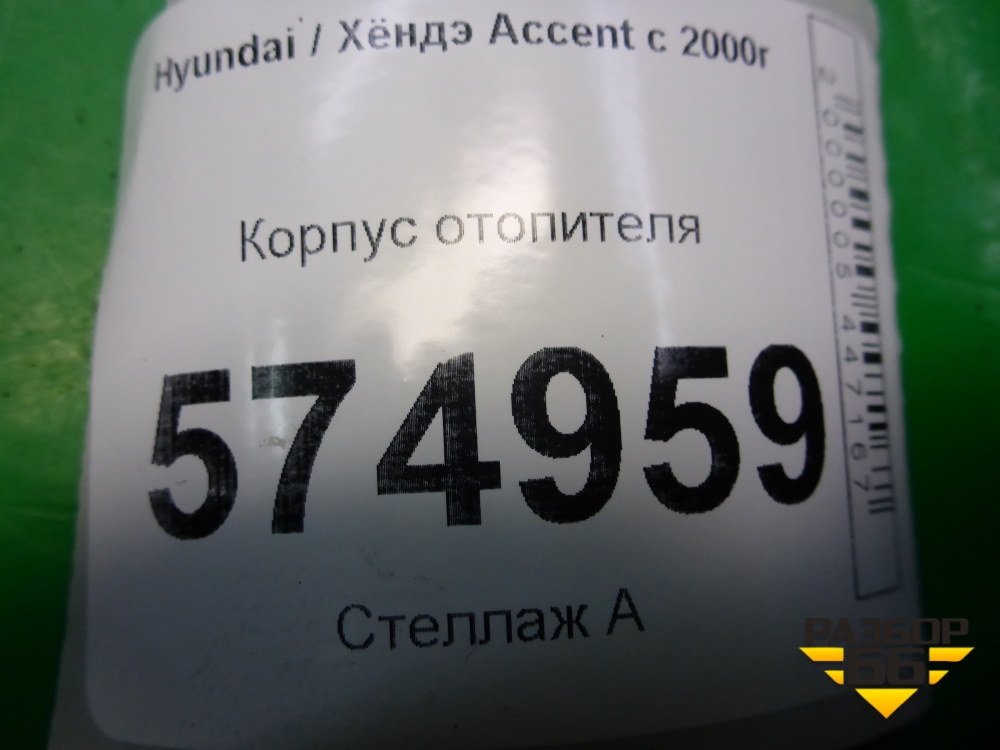 Hyundai / Хёндэ Accent с 2000г
Корпус отопителя
574959
Стеллаж А
2000005447167
РАЗБОР
66